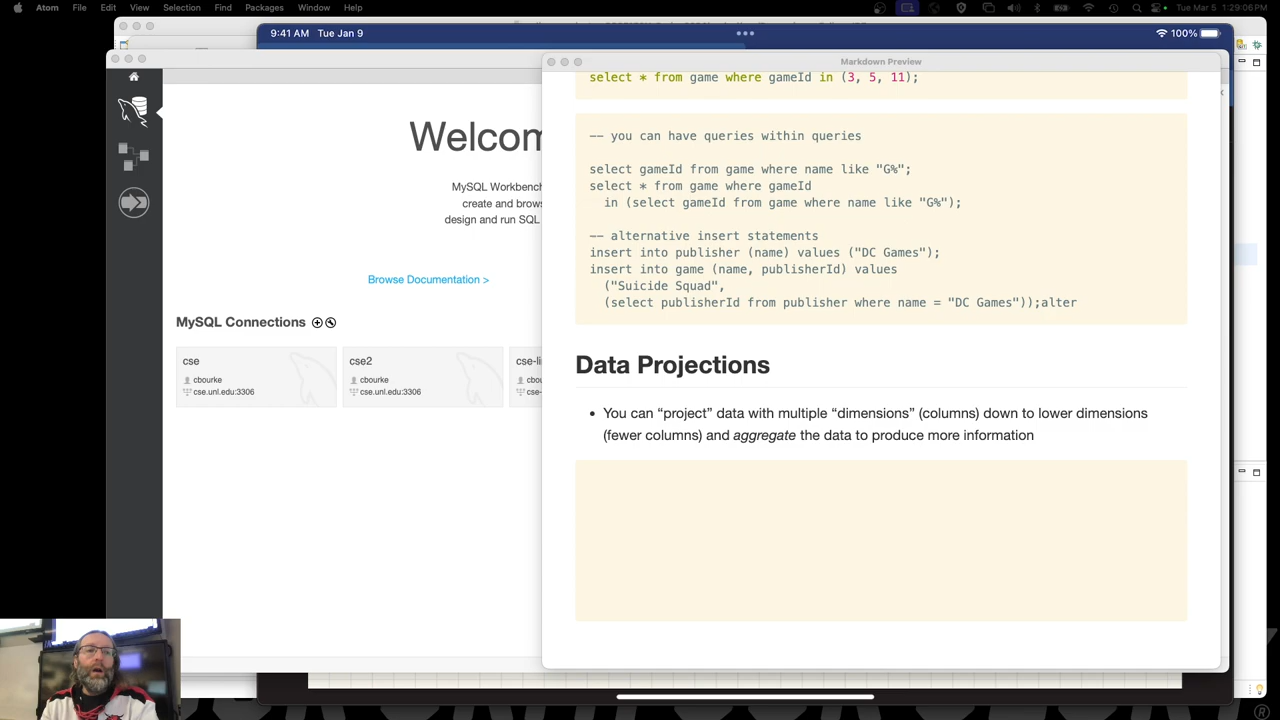 Atom File Edit View Selection Find Packages Window Help
Tue Mar 5 1:29:06 PM
9:41 AM Tue Jan 9
100%
Markdown Preview
select * from game where gameId in (3, 5, 11);
-- you can have queries within queries
select gameId from game where name like "G%";
select * from game where gameId
in (select gameId from game where name like "G%");
-- alternative insert statements
insert into publisher (name) values ("DC Games");
insert into game (name, publisherId) values
("Suicide Squad",
(select publisherId from publisher where name = "DC Games"));alter
Data Projections
• You can “project” data with multiple “dimensions” (columns) down to lower dimensions
(fewer columns) and aggregate the data to produce more information
Welcom
MySQL Workbench
create and brows
design and run SQL
Browse Documentation >
MySQL Connections
cse
cbourke
cse.unl.edu:3306
cse2
cbourke
cse.unl.edu:3306
cse-li
cbou
cse-